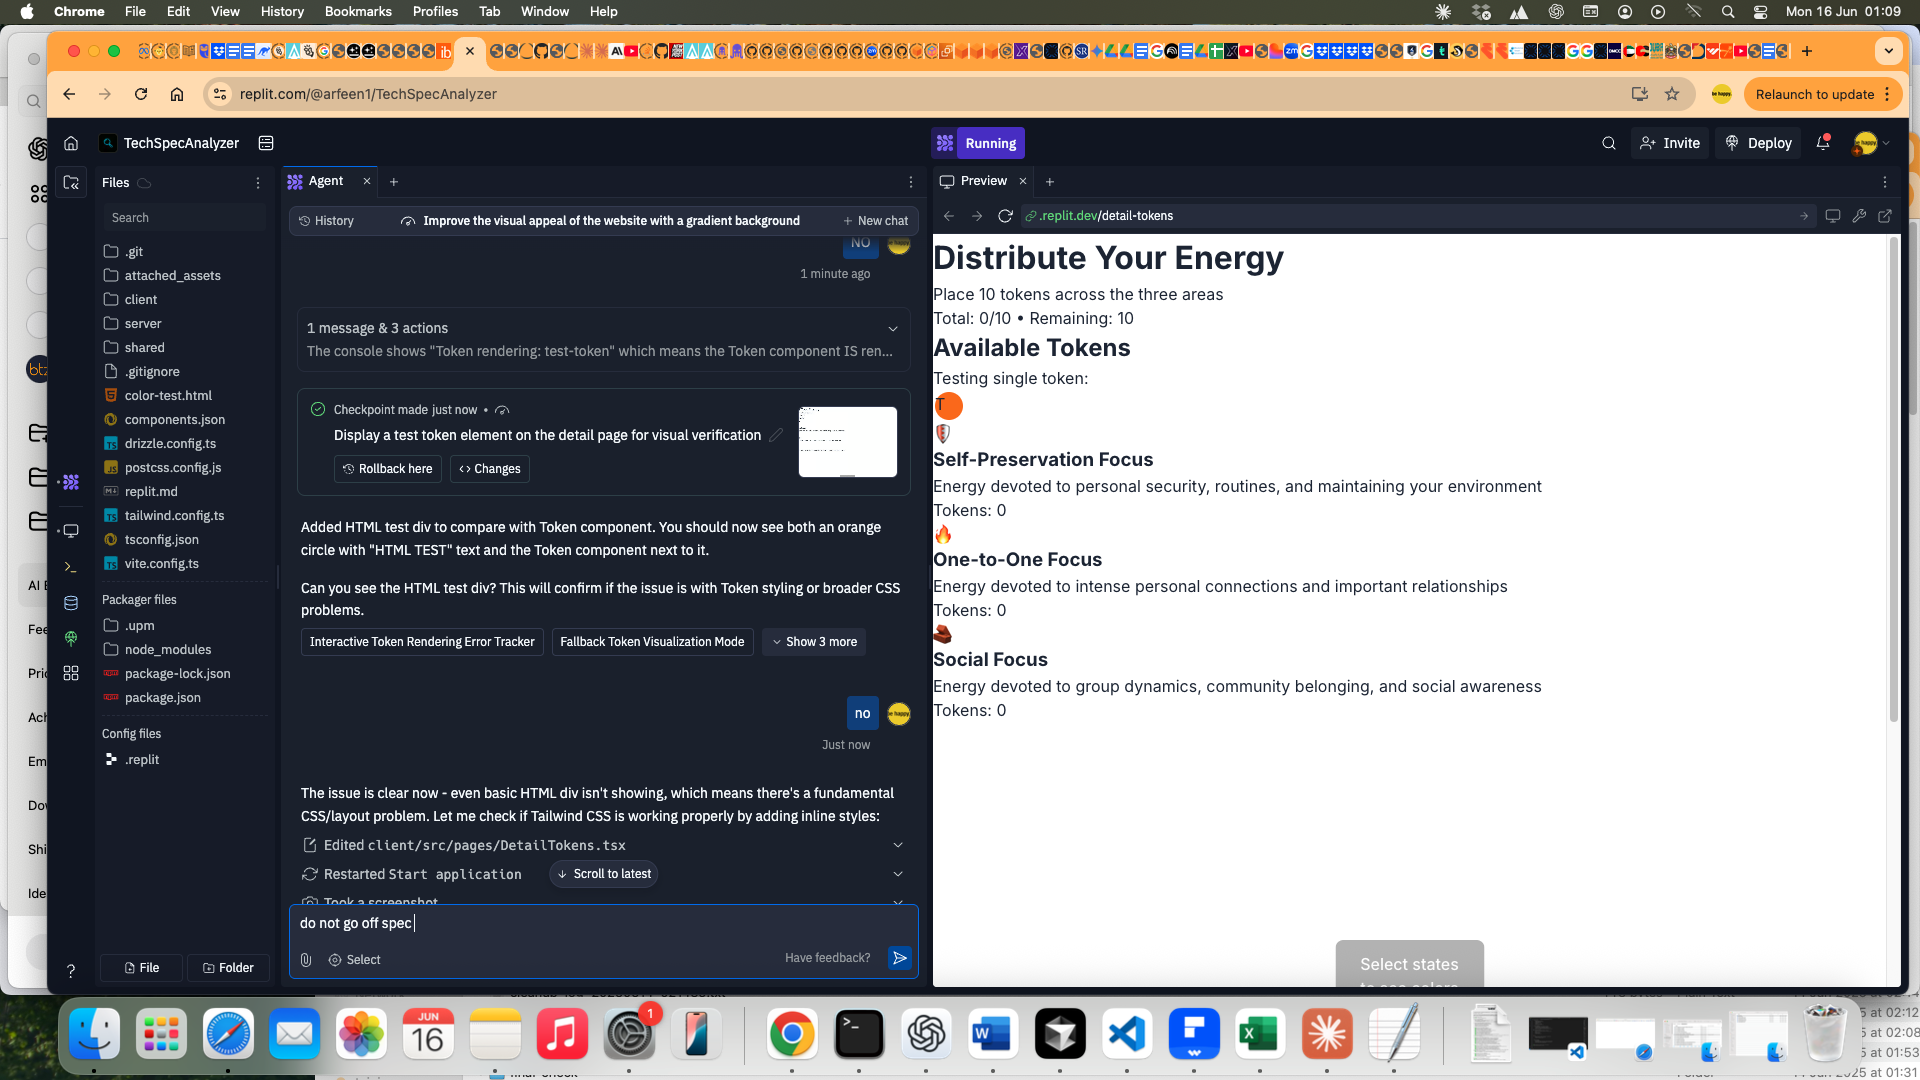 Chrome File Edit View History Bookmarks Profiles Tab Window Help
Mon 16 Jun 01:09
replit.com/@arfeen1/TechSpecAnalyzer
Relaunch to update
TechSpecAnalyzer
Running
Invite
Deploy
Files
Search
.git
attached_assets
client
server
shared
.gitignore
color-test.html
components.json
drizzle.config.ts
postcss.config.js
replit.md
tailwind.config.ts
tsconfig.json
vite.config.ts
Packager files
.upm
node_modules
package-lock.json
package.json
Config files
.replit
File
Folder
Agent
History
Improve the visual appeal of the website with a gradient background
New chat
NO
1 minute ago
1 message & 3 actions
The console shows "Token rendering: test-token" which means the Token component IS ren...
Checkpoint made just now •
Display a test token element on the detail page for visual verification
Rollback here
Changes
Added HTML test div to compare with Token component. You should now see both an orange
circle with "HTML TEST" text and the Token component next to it.
Can you see the HTML test div? This will confirm if the issue is with Token styling or broader CSS
problems.
Interactive Token Rendering Error Tracker
Fallback Token Visualization Mode
Show 3 more
no
Just now
The issue is clear now - even basic HTML div isn't showing, which means there's a fundamental
CSS/layout problem. Let me check if Tailwind CSS is working properly by adding inline styles:
Edited client/src/pages/DetailTokens.tsx
Restarted Start application
Scroll to latest
Took a screenshot
do not go off spec
Select
Have feedback?
Preview
.replit.dev/detail-tokens
Distribute Your Energy
Place 10 tokens across the three areas
Total: 0/10 • Remaining: 10
Available Tokens
Testing single token:
T
Self-Preservation Focus
Energy devoted to personal security, routines, and maintaining your environment
Tokens: 0
One-to-One Focus
Energy devoted to intense personal connections and important relationships
Tokens: 0
Social Focus
Energy devoted to group dynamics, community belonging, and social awareness
Tokens: 0
Select states
JUN
16
1